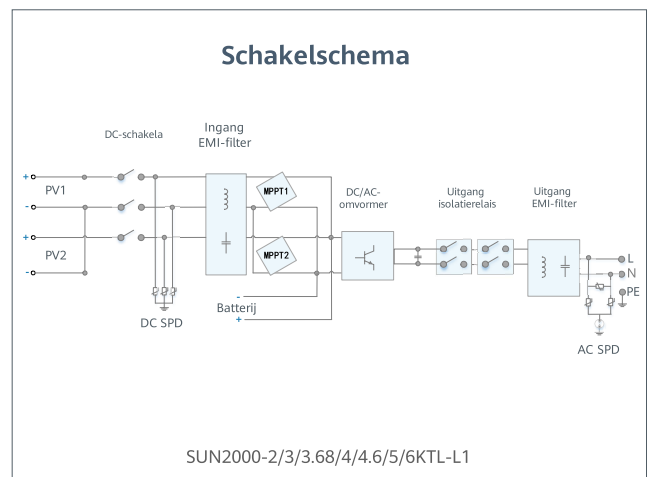 Schakelschema
DC-schakela
Ingang
EMI-filter
DC/AC-
omvormer
Uitgang
isolatierelais
Uitgang
EMI-filter
+
PV1
-
+
PV2
-
MPPT1
MPPT2
-
Batterij
+
DC SPD
L
N
PE
AC SPD
SUN2000-2/3/3.68/4/4.6/5/6KTL-L1